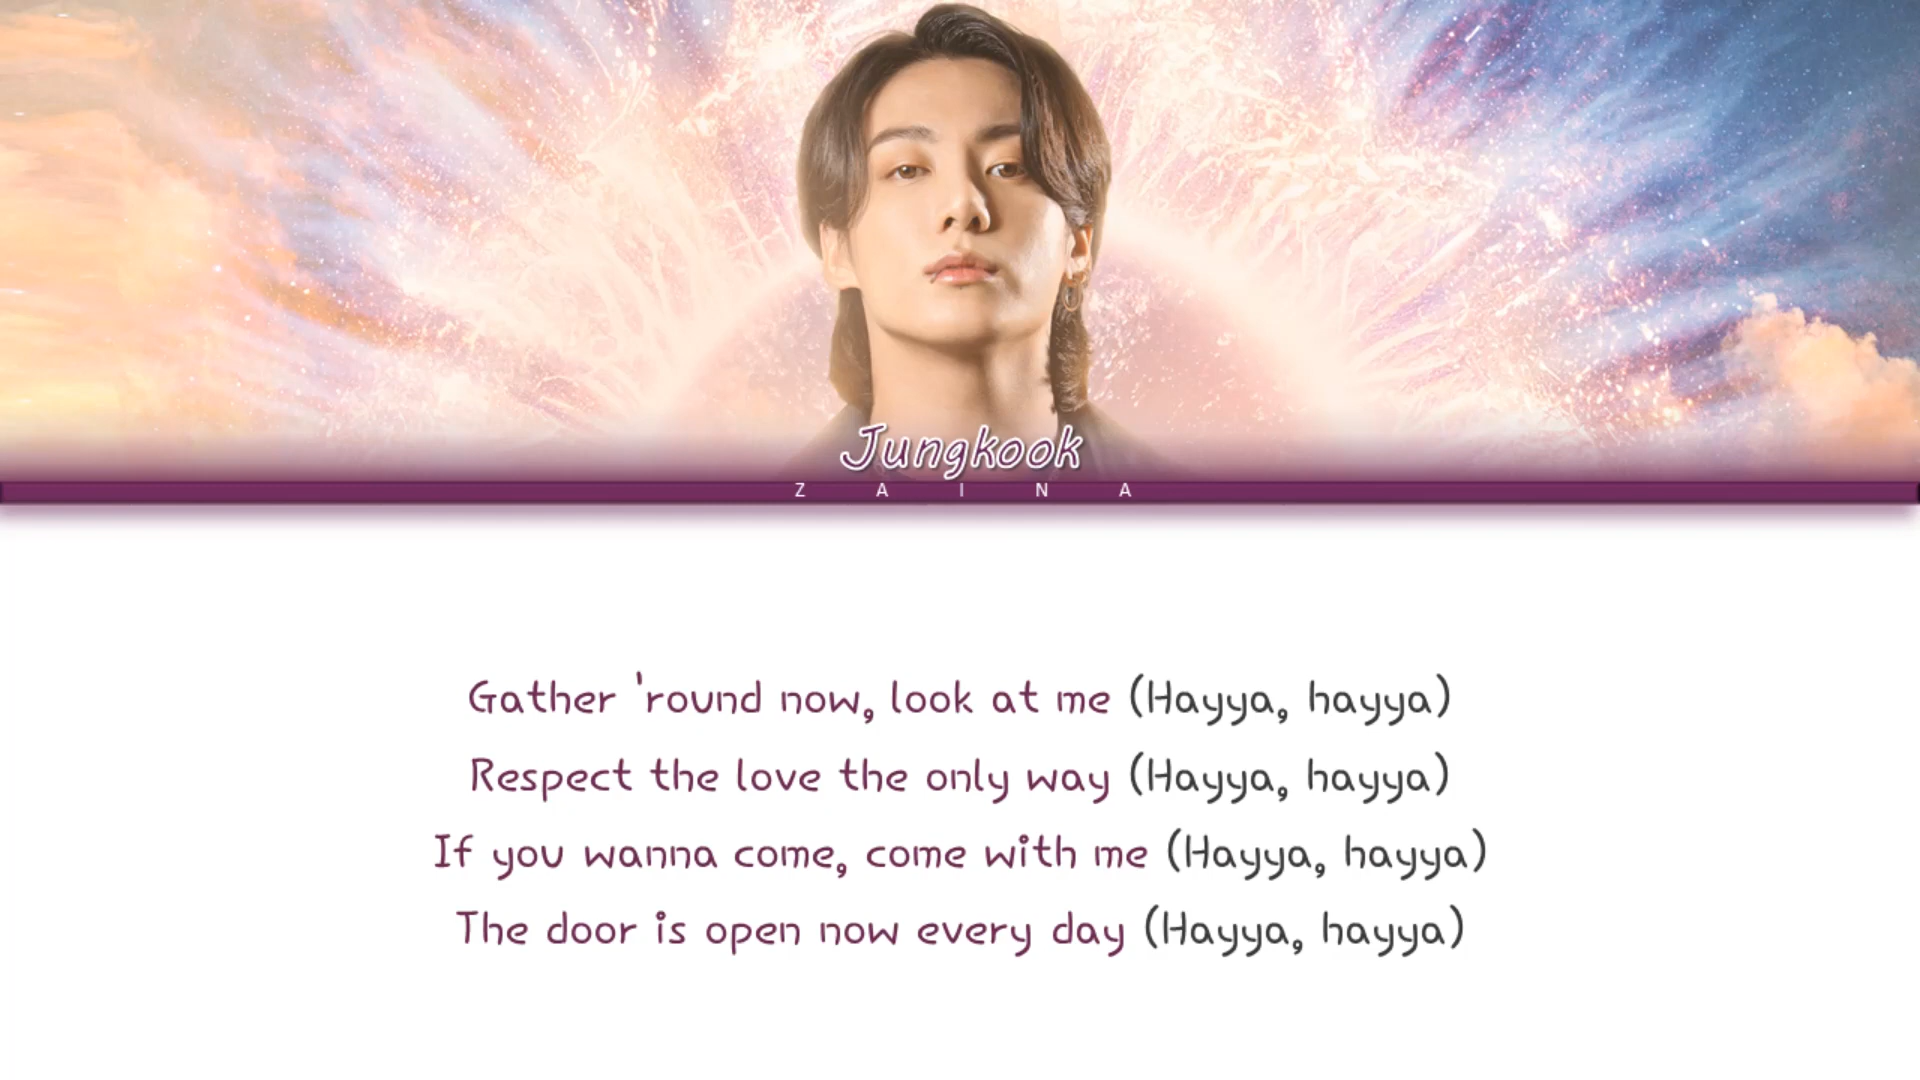 Jungkook
Z A I N A
Gather 'round now, look at me (Hayya, hayya)
Respect the love the only way (Hayya, hayya)
If you wanna come, come with me (Hayya, hayya)
The door is open now every day (Hayya, hayya)